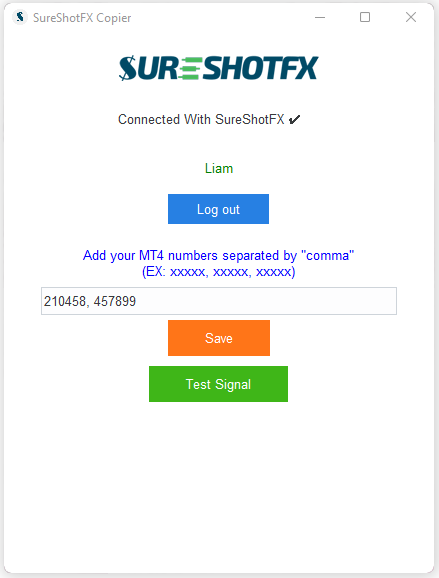 SureShotFX Copier
$URESHOTFX
Connected With SureShotFX ✔
Liam
Log out
Add your MT4 numbers separated by "comma"
(EX: xxxxx, xxxxx, xxxxx)
210458, 457899
Save
Test Signal